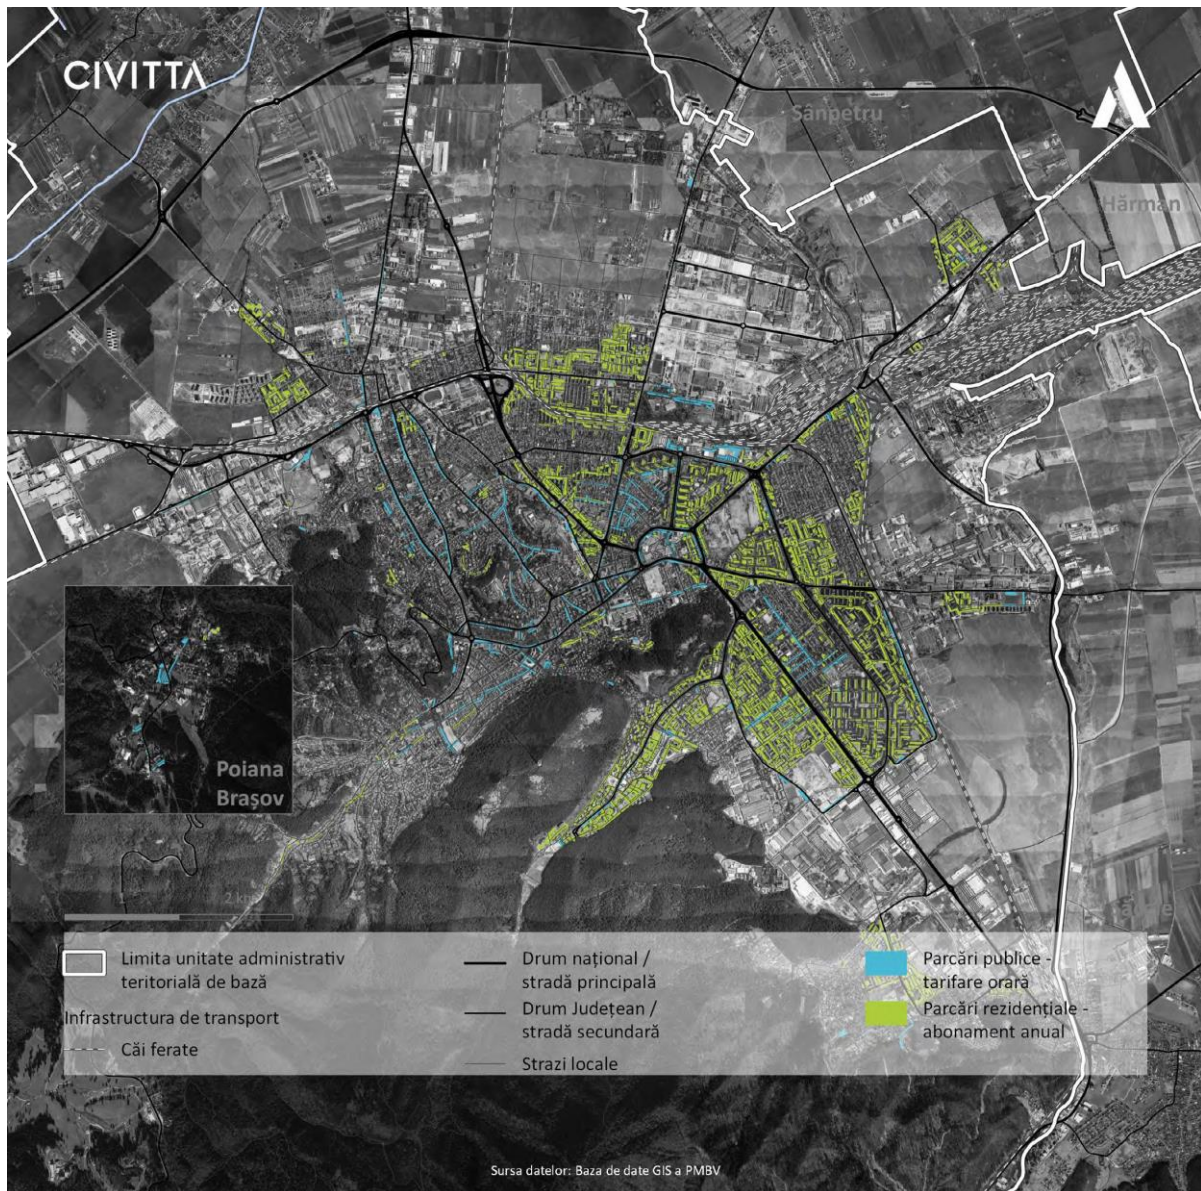 CIVITTA
Sânpetru
Hărman
Poiana
Brașov
Limita unitate administrativ
teritorială de bază
Infrastructura de transport
Căi ferate
Drum național /
stradă principală
Drum Județean /
stradă secundară
Strazi locale
Parcări publice -
tarifare orară
Parcări rezidențiale -
abonament anual
Sursa datelor: Baza de date GIS a PMBV